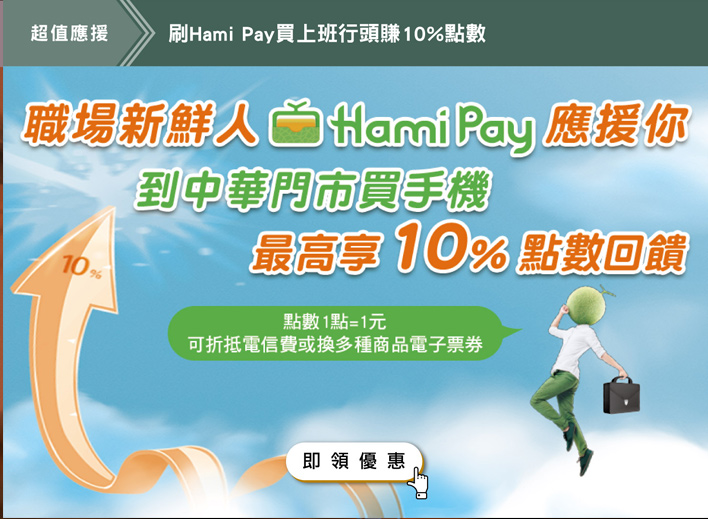 超值應援
刷Hami Pay買上班行頭賺10%點數
職場新鮮人 Hami Pay 應援你
到中華門市買手機
最高享10%點數回饋
10%
點數1點=1元
可折抵電信費或換多種商品電子票券
即領優惠